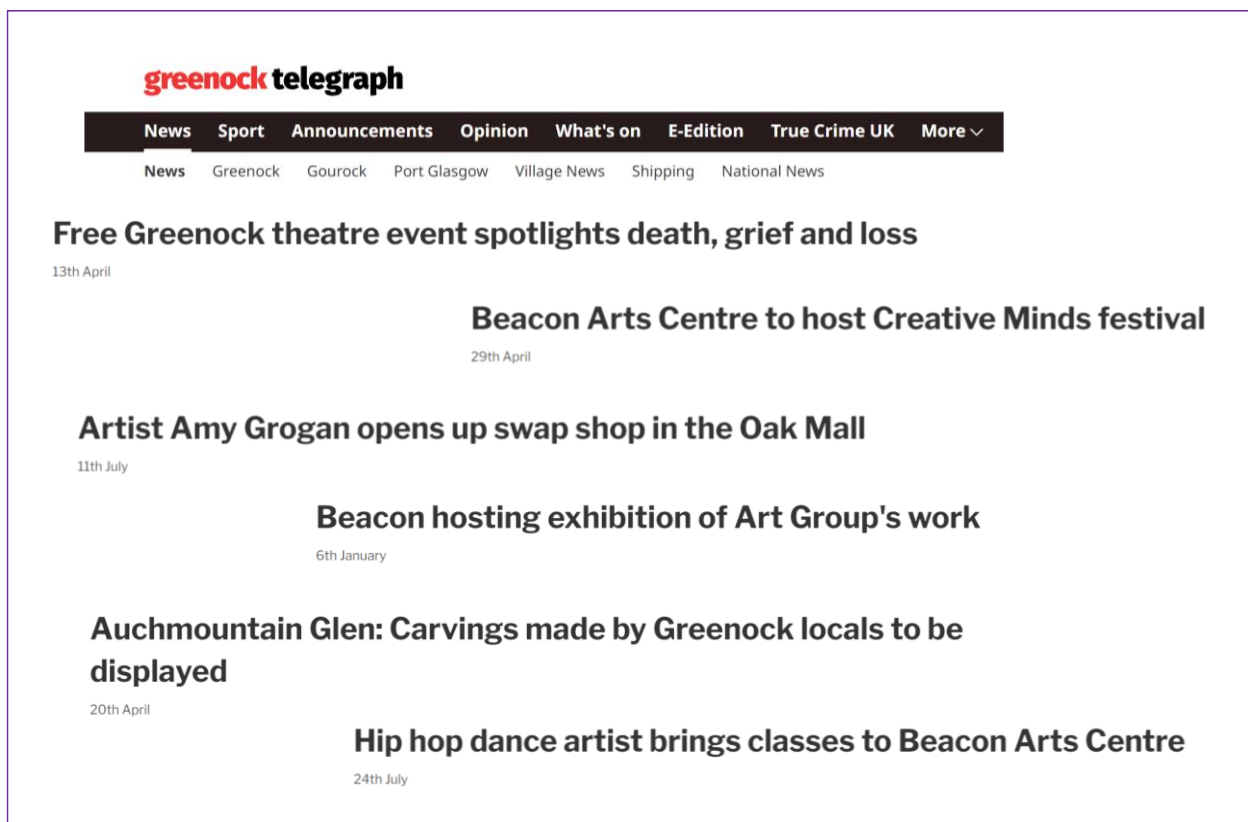 greenock telegraph
News Sport Announcements Opinion What's on E-Edition True Crime UK More
News Greenock Gourock Port Glasgow Village News Shipping National News
Free Greenock theatre event spotlights death, grief and loss
13th April
Beacon Arts Centre to host Creative Minds festival
29th April
Artist Amy Grogan opens up swap shop in the Oak Mall
11th July
Beacon hosting exhibition of Art Group's work
6th January
Auchmountain Glen: Carvings made by Greenock locals to be
displayed
20th April
Hip hop dance artist brings classes to Beacon Arts Centre
24th July